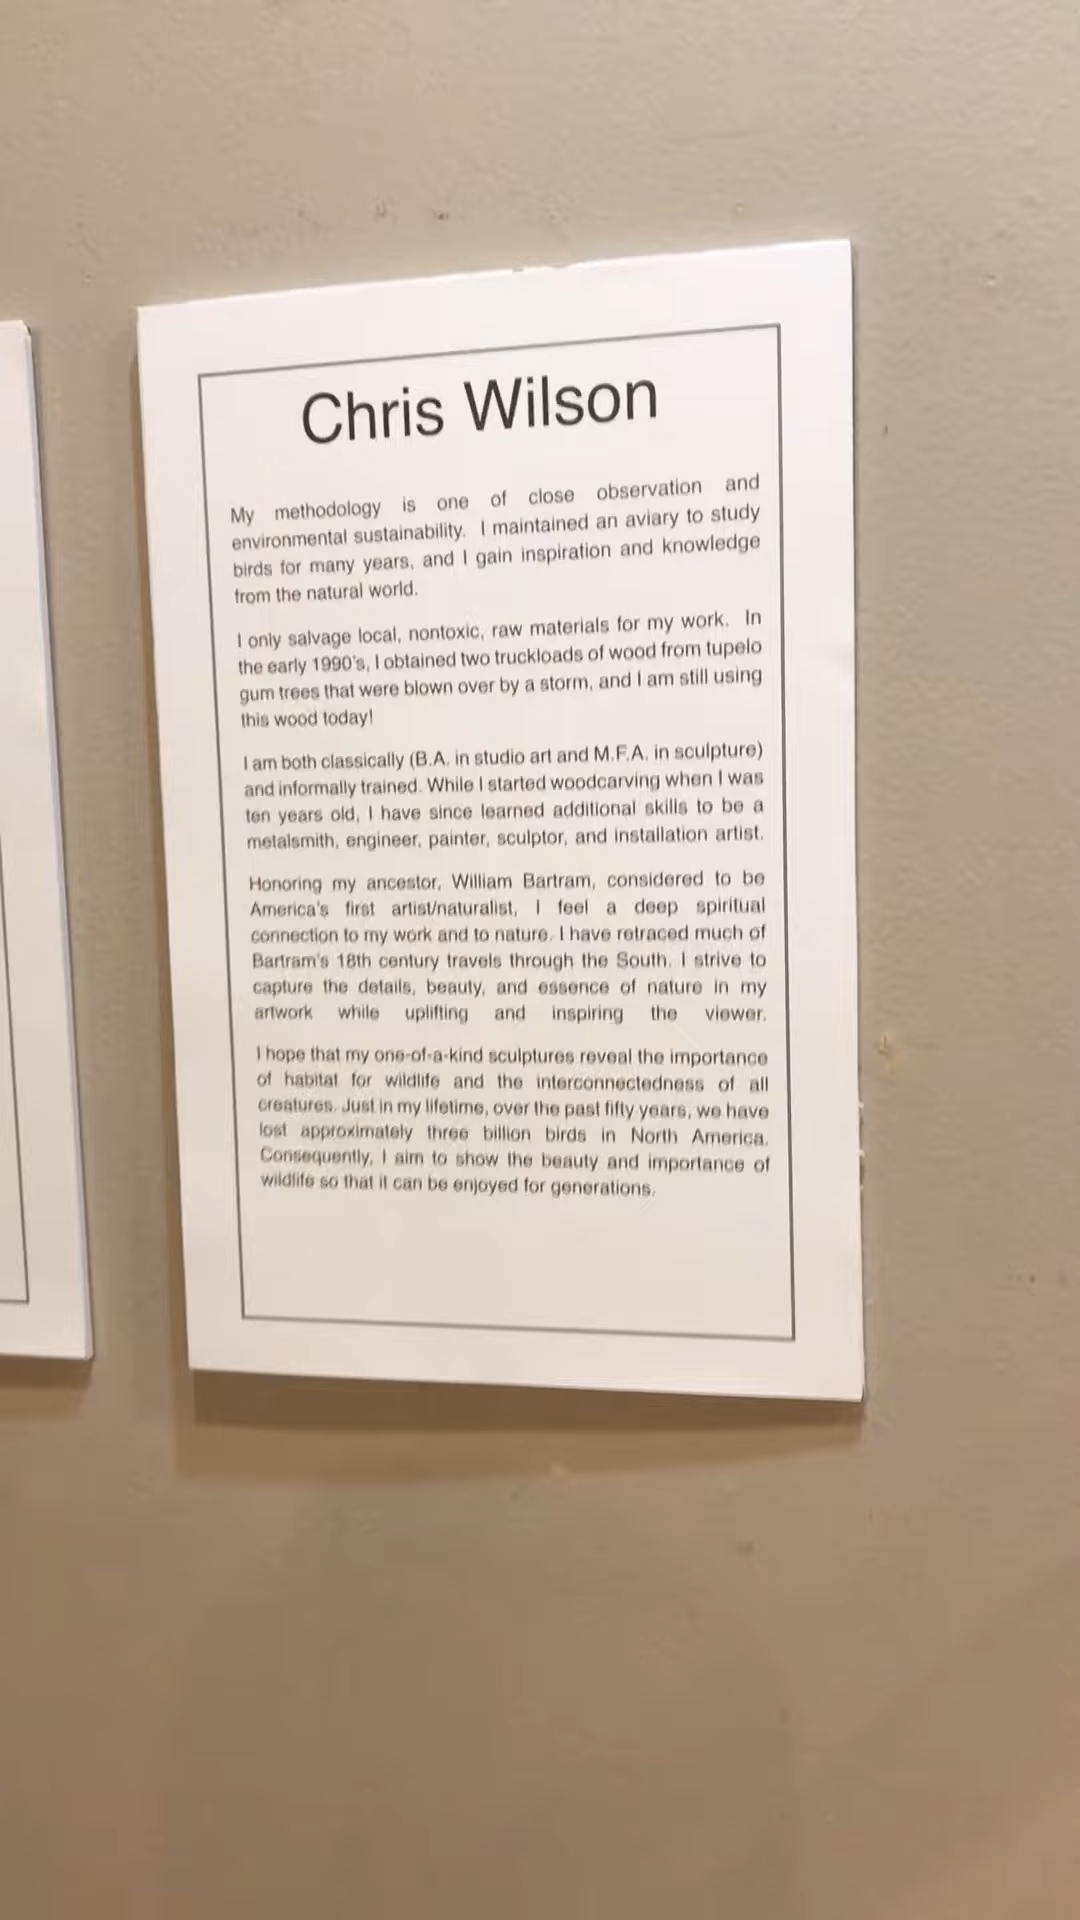 Chris Wilson
My methodology is one of close observation and
environmental sustainability. I maintained an aviary to study
birds for many years, and I gain inspiration and knowledge
from the natural world.
I only salvage local, nontoxic, raw materials for my work. In
the early 1990's, I obtained two truckloads of wood from tupelo
gum trees that were blown over by a storm, and I am still using
this wood today!
I am both classically (B.A. in studio art and M.F.A. in sculpture)
and informally trained. While I started woodcarving when I was
ten years old, I have since learned additional skills to be a
metalsmith, engineer, painter, sculptor, and installation artist.
Honoring my ancestor, William Bartram, considered to be
America's first artist/naturalist, I feel a deep spiritual
connection to my work and to nature. I have retraced much of
Bartram's 18th century travels through the South. I strive to
capture the details, beauty, and essence of nature in my
artwork while uplifting and inspiring the viewer.
I hope that my one-of-a-kind sculptures reveal the importance
of habitat for wildlife and the interconnectedness of all
creatures. Just in my lifetime, over the past fifty years, we have
lost approximately three billion birds in North America.
Consequently, I aim to show the beauty and importance of
wildlife so that it can be enjoyed for generations.